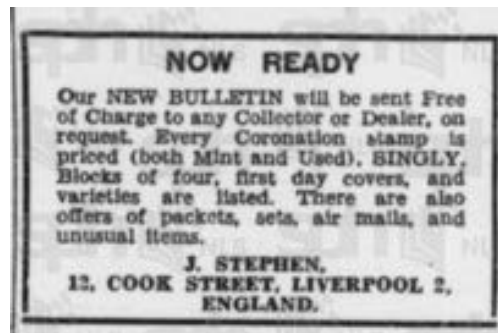 NOW READY
Our NEW BULLETIN will be sent Free
of Charge to any Collector or Dealer, on
request. Every Coronation stamp is
priced (both Mint and Used), SINGLY,
Blocks of four, first day covers, and
varieties are listed. There are also
offers of packets, sets, air mails, and
unusual items.
J. STEPHEN,
12, COOK STREET, LIVERPOOL 2,
ENGLAND.